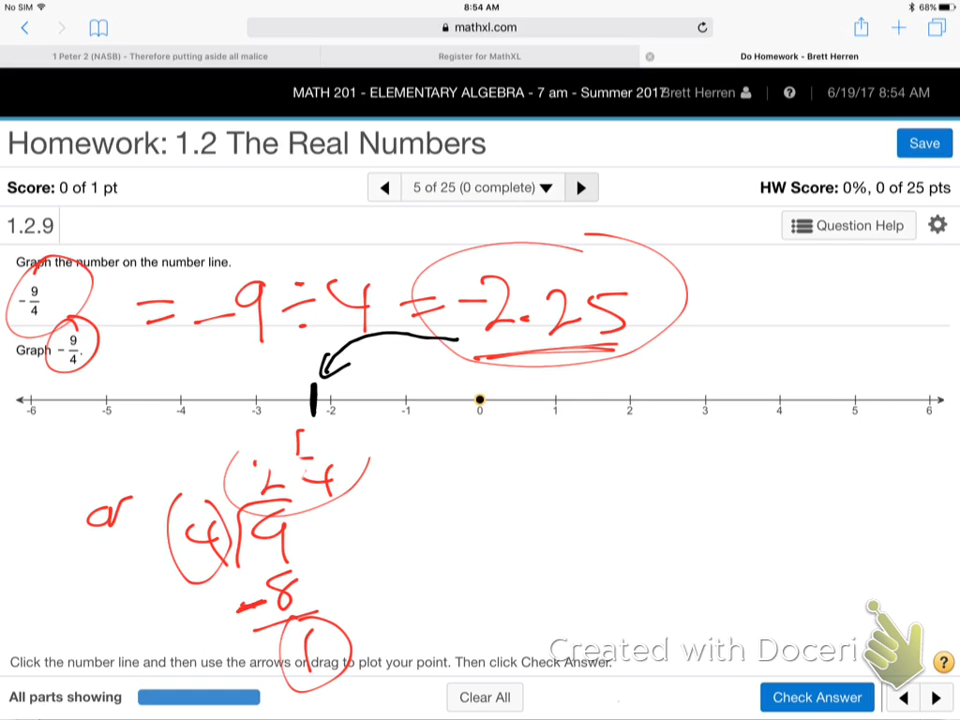 No SIM 8:54 AM 68%
mathxl.com
1 Peter 2 (NASB) - Therefore putting aside all malice Register for MathXL Do Homework - Brett Herren
MATH 201 - ELEMENTARY ALGEBRA - 7 am - Summer 2017 Brett Herren ? 6/19/17 8:54 AM
Homework: 1.2 The Real Numbers Save
Score: 0 of 1 pt 5 of 25 (0 complete) HW Score: 0%, 0 of 25 pts
1.2.9 Question Help
Graph the number on the number line.
-9/4 = -9 ÷ 4 = -2.25
Graph -9/4.
-6 -5 -4 -3 -2 -1 0 1 2 3 4 5 6
2 1/4
or 4 9
-8
1
Created with Doceri
Click the number line and then use the arrows or drag to plot your point. Then click Check Answer. ?
All parts showing Clear All Check Answer